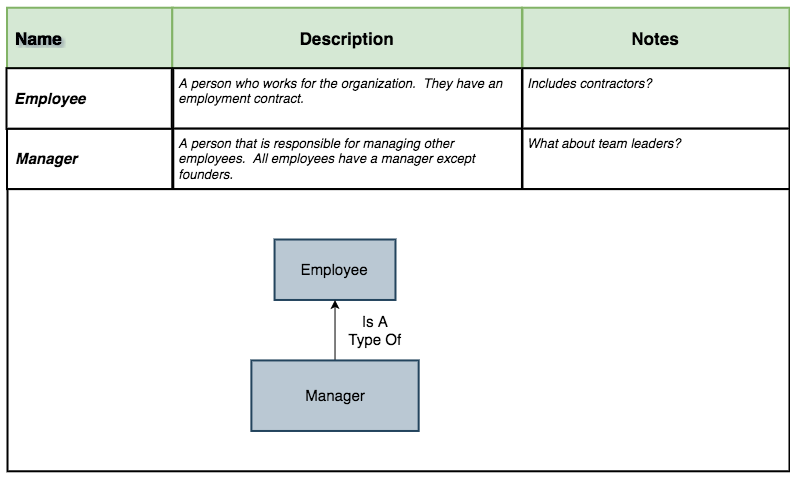 Name
Description
Notes
Employee
A person who works for the organization. They have an
employment contract.
Includes contractors?
Manager
A person that is responsible for managing other
employees. All employees have a manager except
founders.
What about team leaders?
Employee
Is A
Type Of
Manager